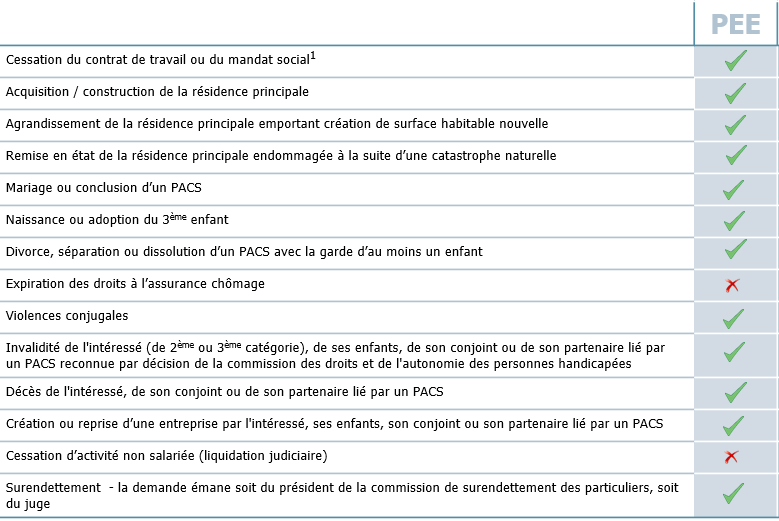 PEE
Cessation du contrat de travail ou du mandat social1
Acquisition / construction de la résidence principale
Agrandissement de la résidence principale emportant création de surface habitable nouvelle
Remise en état de la résidence principale endommagée à la suite d’une catastrophe naturelle
Mariage ou conclusion d’un PACS
Naissance ou adoption du 3ème enfant
Divorce, séparation ou dissolution d’un PACS avec la garde d’au moins un enfant
Expiration des droits à l’assurance chômage
Violences conjugales
Invalidité de l'intéressé (de 2ème ou 3ème catégorie), de ses enfants, de son conjoint ou de son partenaire lié par
un PACS reconnue par décision de la commission des droits et de l'autonomie des personnes handicapées
Décès de l'intéressé, de son conjoint ou de son partenaire lié par un PACS
Création ou reprise d’une entreprise par l'intéressé, ses enfants, son conjoint ou son partenaire lié par un PACS
Cessation d’activité non salariée (liquidation judiciaire)
Surendettement - la demande émane soit du président de la commission de surendettement des particuliers, soit
du juge